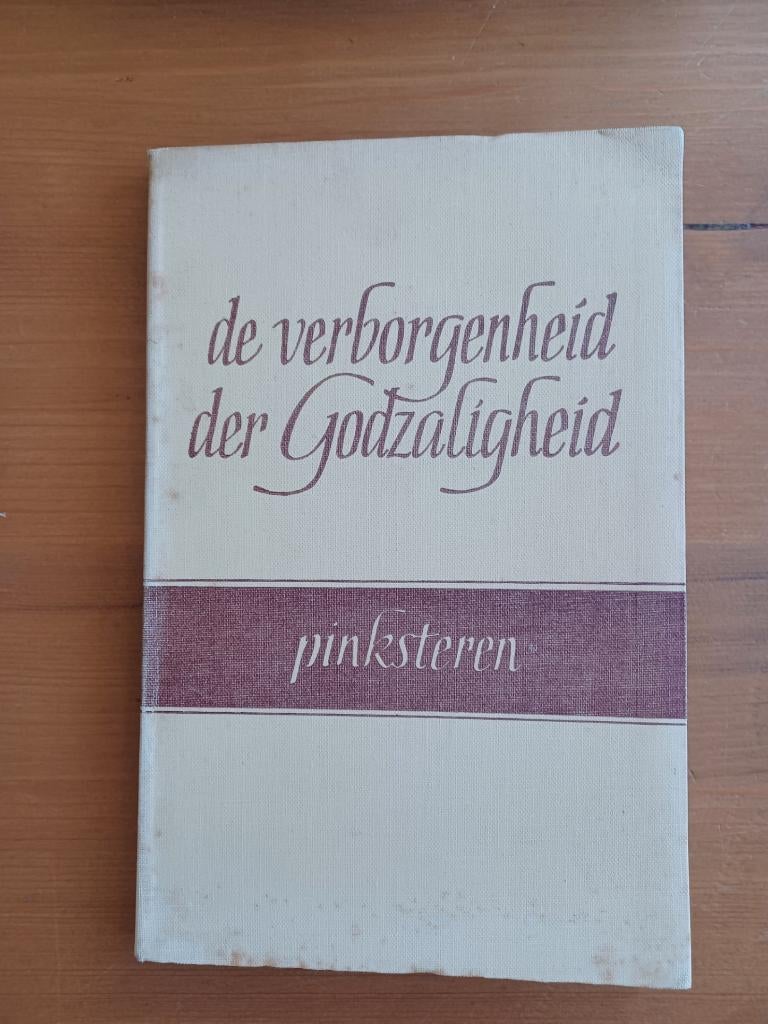 de verborgenheid
der Godzaligheid
pinksteren